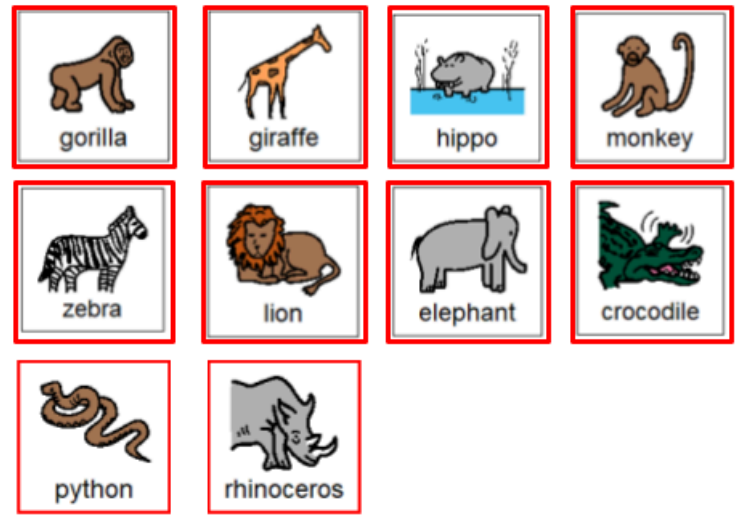 gorilla
giraffe
hippo
monkey
zebra
lion
elephant
crocodile
python
rhinoceros